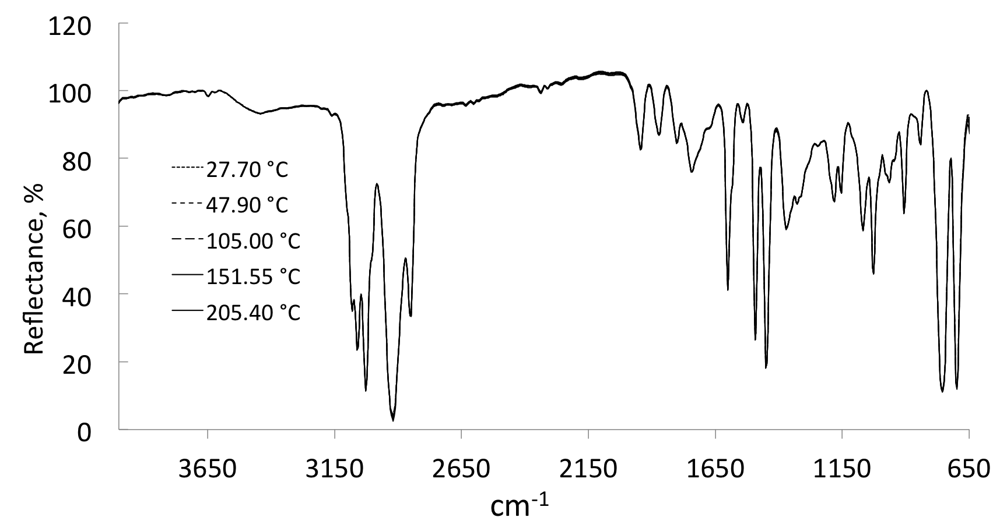 120
100
80
60
40
20
0
Reflectance, %
27.70 °C
47.90 °C
105.00 °C
151.55 °C
205.40 °C
3650 3150 2650 2150 1650 1150 650
cm⁻¹